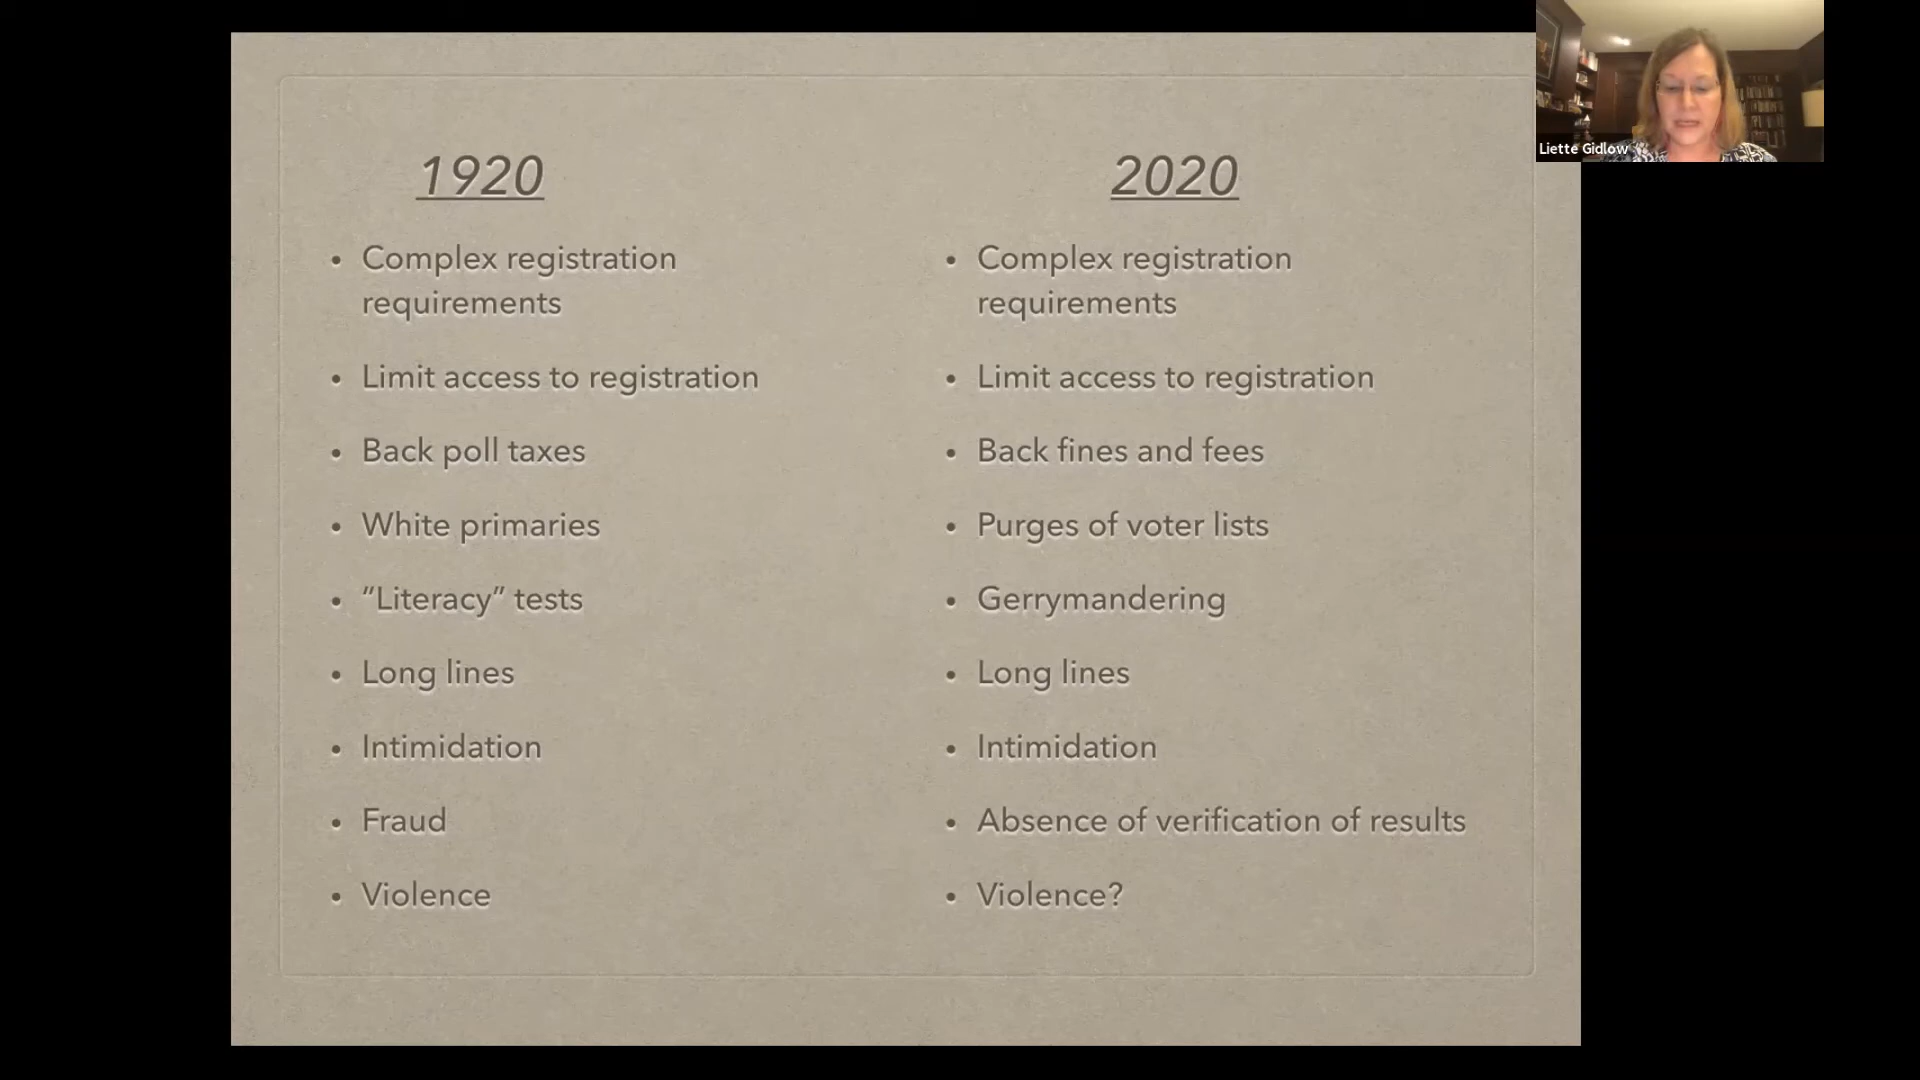 1920
• Complex registration
requirements
• Limit access to registration
• Back poll taxes
• White primaries
• "Literacy" tests
• Long lines
• Intimidation
• Fraud
• Violence
2020
• Complex registration
requirements
• Limit access to registration
• Back fines and fees
• Purges of voter lists
• Gerrymandering
• Long lines
• Intimidation
• Absence of verification of results
• Violence?
Liette Gidlow